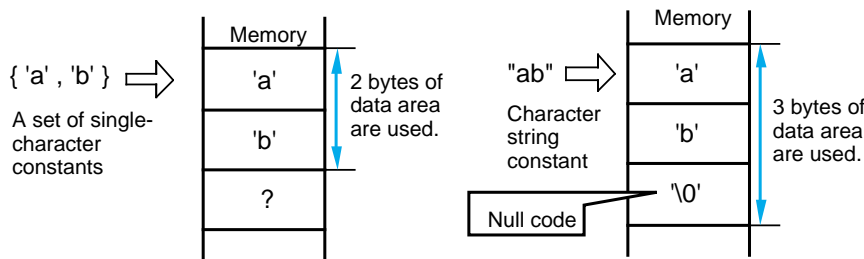 Memory
{ 'a' , 'b' }
A set of single-
character
constants
'a'
'b'
?
2 bytes of
data area
are used.
Memory
"ab"
Character
string
constant
'a'
'b'
'\0'
Null code
3 bytes of
data area
are used.